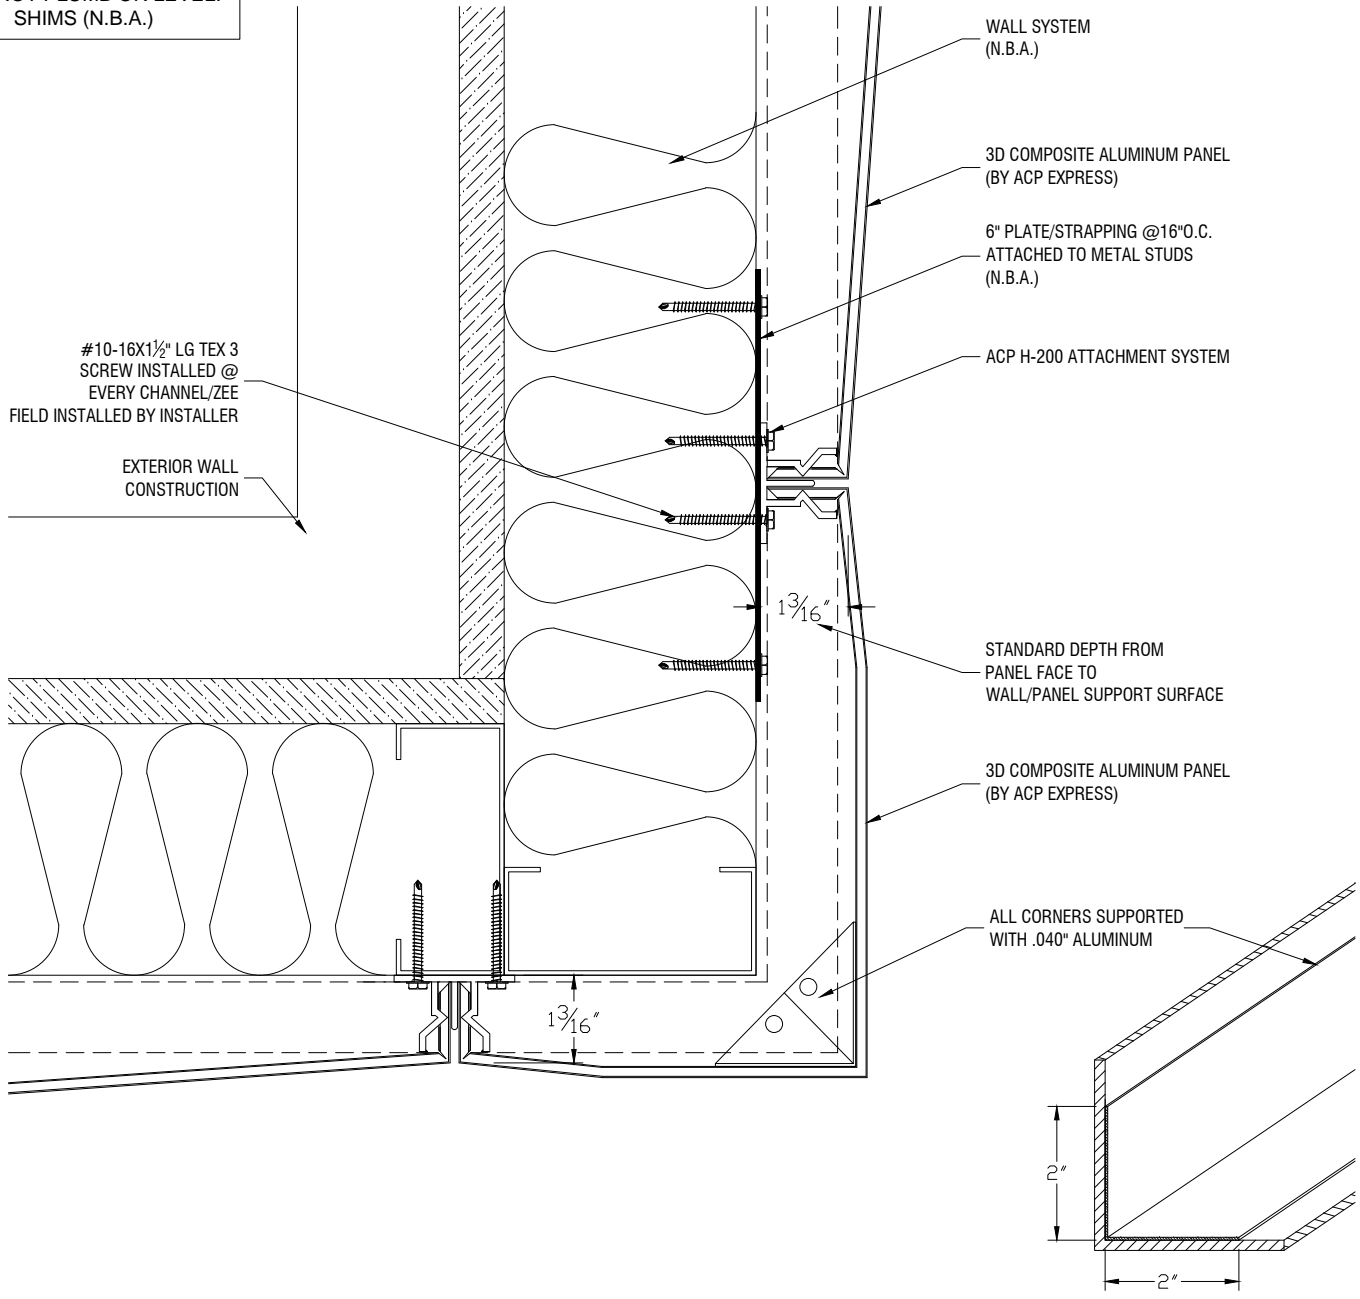 SHIMS (N.B.A.)
WALL SYSTEM
(N.B.A.)
3D COMPOSITE ALUMINUM PANEL
(BY ACP EXPRESS)
6" PLATE/STRAPPING @16"O.C.
ATTACHED TO METAL STUDS
(N.B.A.)
#10-16X1½" LG TEX 3
SCREW INSTALLED @
EVERY CHANNEL/ZEE
FIELD INSTALLED BY INSTALLER
ACP H-200 ATTACHMENT SYSTEM
EXTERIOR WALL
CONSTRUCTION
1 3/16"
STANDARD DEPTH FROM
PANEL FACE TO
WALL/PANEL SUPPORT SURFACE
3D COMPOSITE ALUMINUM PANEL
(BY ACP EXPRESS)
ALL CORNERS SUPPORTED
WITH .040" ALUMINUM
1 3/16"
2"
2"